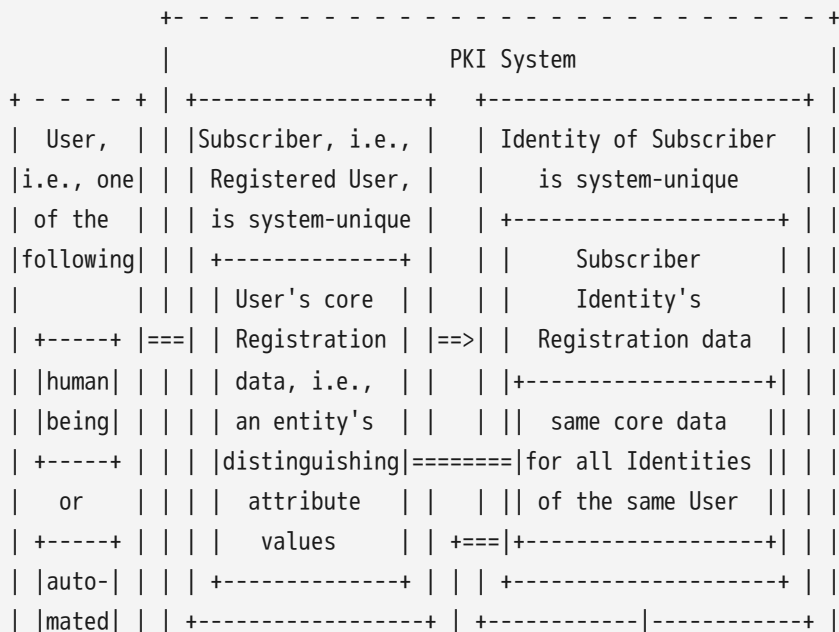 +- - - - - - - - - - - - - - - - - - - - - - - - - - +
            |                      PKI System                    |
+ - - - - + | +------------------+   +-------------------------+ |
|  User,  | | |Subscriber, i.e., |   | Identity of Subscriber  | |
|i.e., one| | | Registered User, |   |    is system-unique     | |
| of the  | | | is system-unique |   | +---------------------+ | |
|following| | | +--------------+ |   | |     Subscriber      | | |
|         | | | | User's core  | |   | |     Identity's      | | |
| +-----+ |===| | Registration | |==>| |  Registration data  | | |
| |human| | | | | data, i.e.,  | |   | |+-------------------+| | |
| |being| | | | | an entity's  | |   | ||  same core data   || | |
| +-----+ | | | |distinguishing|========|for all Identities || | |
|   or    | | | |  attribute   | |   | || of the same User  || | |
| +-----+ | | | |   values     | | +===|+-------------------+| | |
| |auto-| | | | +--------------+ | | | +---------------------+ | |
| |mated| | | +------------------+ | +------------|------------+ |